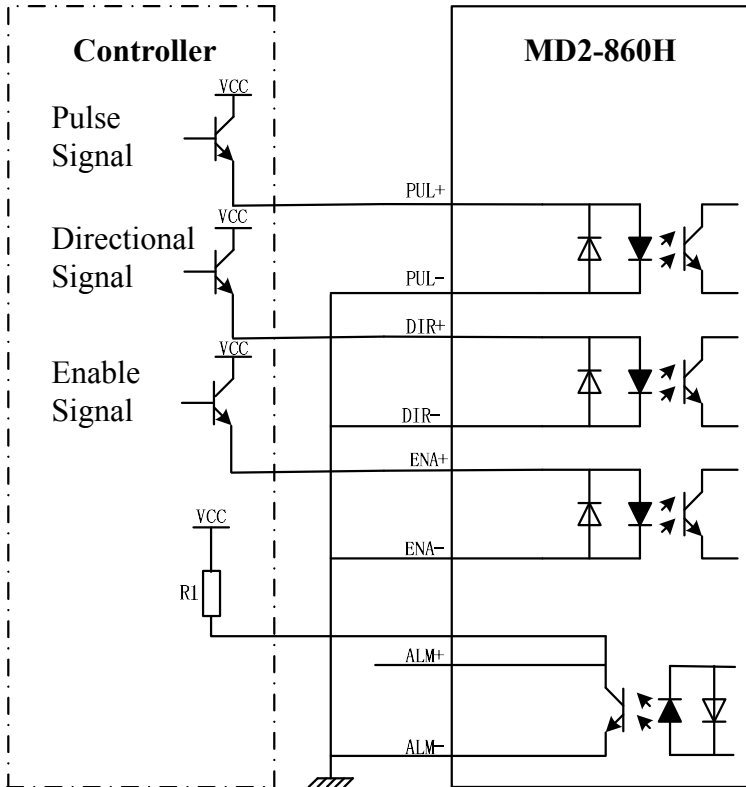 Controller
MD2-860H
VCC
Pulse
Signal
PUL+
VCC
Directional
Signal
PUL-
DIR+
VCC
Enable
Signal
DIR-
ENA+
VCC
ENA-
R1
ALM+
ALM-